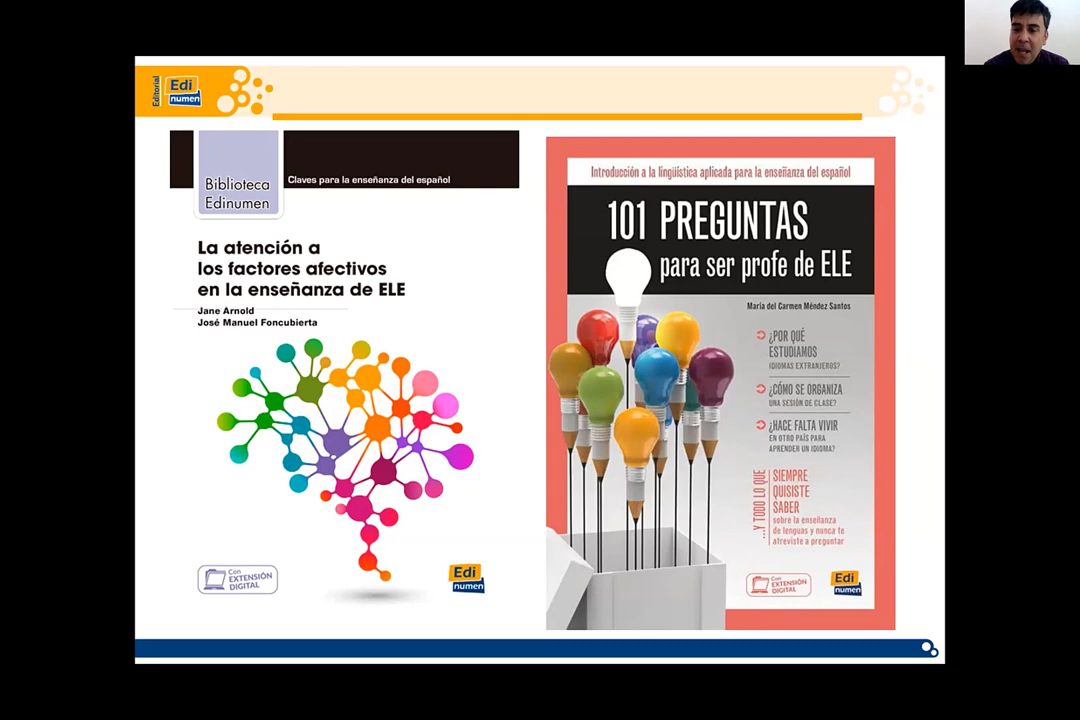 Editorial
Edi
numen
Biblioteca
Edinumen
Claves para la enseñanza del español
La atención a
los factores afectivos
en la enseñanza de ELE
Jane Arnold
José Manuel Foncubierta
Con
EXTENSIÓN
DIGITAL
Edi
numen
Introducción a la lingüística aplicada para la enseñanza del español
101 PREGUNTAS
para ser profe de ELE
María del Carmen Méndez Santos
¿POR QUÉ
ESTUDIAMOS
IDIOMAS EXTRANJEROS?
¿CÓMO SE ORGANIZA
UNA SESIÓN DE CLASE?
¿HACE FALTA VIVIR
EN OTRO PAÍS PARA
APRENDER UN IDIOMA?
...Y TODO LO QUE
SIEMPRE
QUISISTE
SABER
sobre la enseñanza
de lenguas y nunca te
atreviste a preguntar
Con
EXTENSIÓN
DIGITAL
Edi
numen